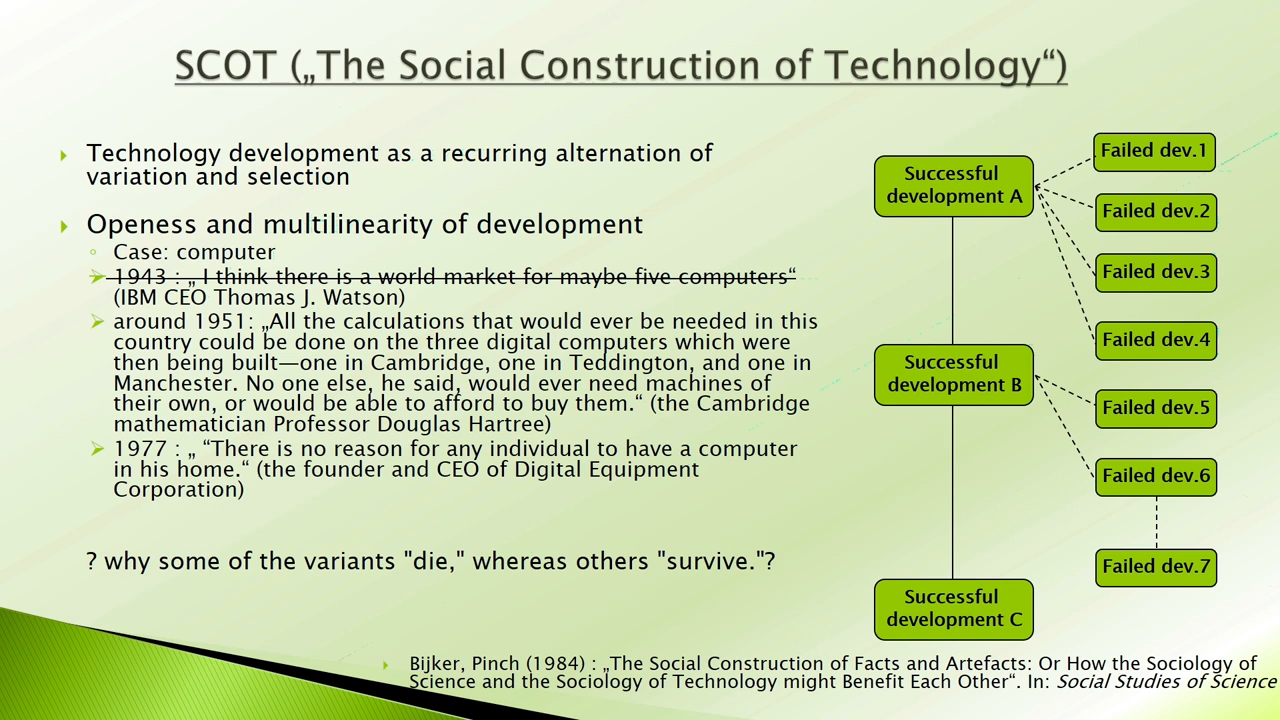 SCOT („The Social Construction of Technology“)
Technology development as a recurring alternation of
variation and selection
Openess and multilinearity of development
Case: computer
1943 : „ I think there is a world market for maybe five computers“
(IBM CEO Thomas J. Watson)
around 1951: „All the calculations that would ever be needed in this
country could be done on the three digital computers which were
then being built—one in Cambridge, one in Teddington, and one in
Manchester. No one else, he said, would ever need machines of
their own, or would be able to afford to buy them.“ (the Cambridge
mathematician Professor Douglas Hartree)
1977 : „ “There is no reason for any individual to have a computer
in his home.“ (the founder and CEO of Digital Equipment
Corporation)
? why some of the variants "die," whereas others "survive."?
Successful
development A
Failed dev.1
Failed dev.2
Failed dev.3
Failed dev.4
Successful
development B
Failed dev.5
Failed dev.6
Failed dev.7
Successful
development C
Bijker, Pinch (1984) : „The Social Construction of Facts and Artefacts: Or How the Sociology of
Science and the Sociology of Technology might Benefit Each Other“. In: Social Studies of Science